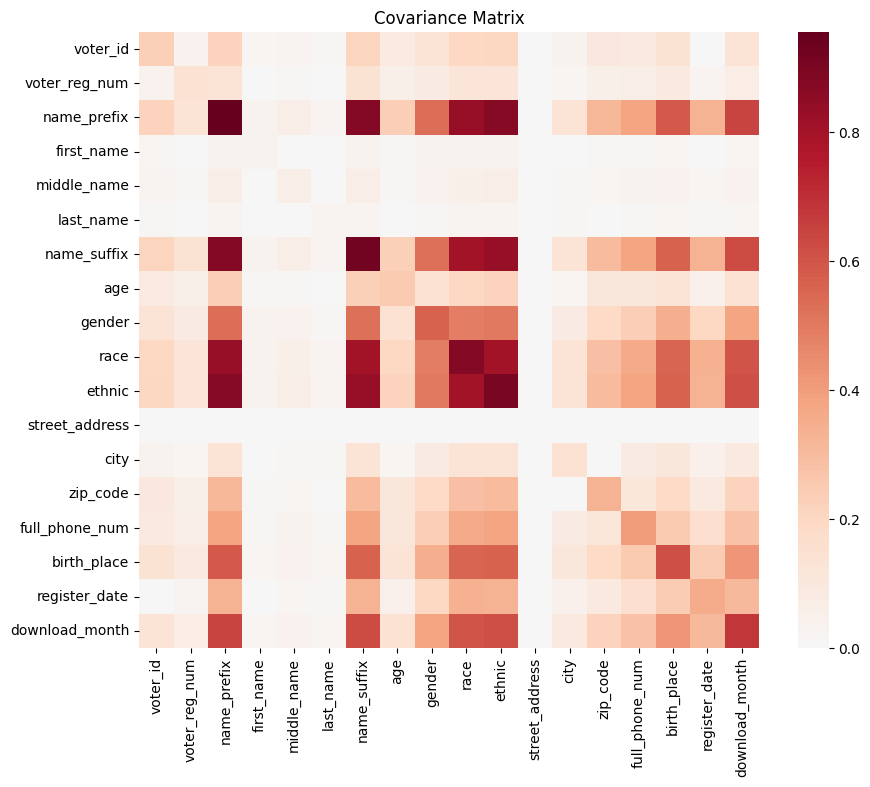 Covariance Matrix
voter_id
voter_reg_num
name_prefix
first_name
middle_name
last_name
name_suffix
age
gender
race
ethnic
street_address
city
zip_code
full_phone_num
birth_place
register_date
download_month
0.8
0.6
0.4
0.2
0.0
voter_id
voter_reg_num
name_prefix
first_name
middle_name
last_name
name_suffix
age
gender
race
ethnic
street_address
city
zip_code
full_phone_num
birth_place
register_date
download_month